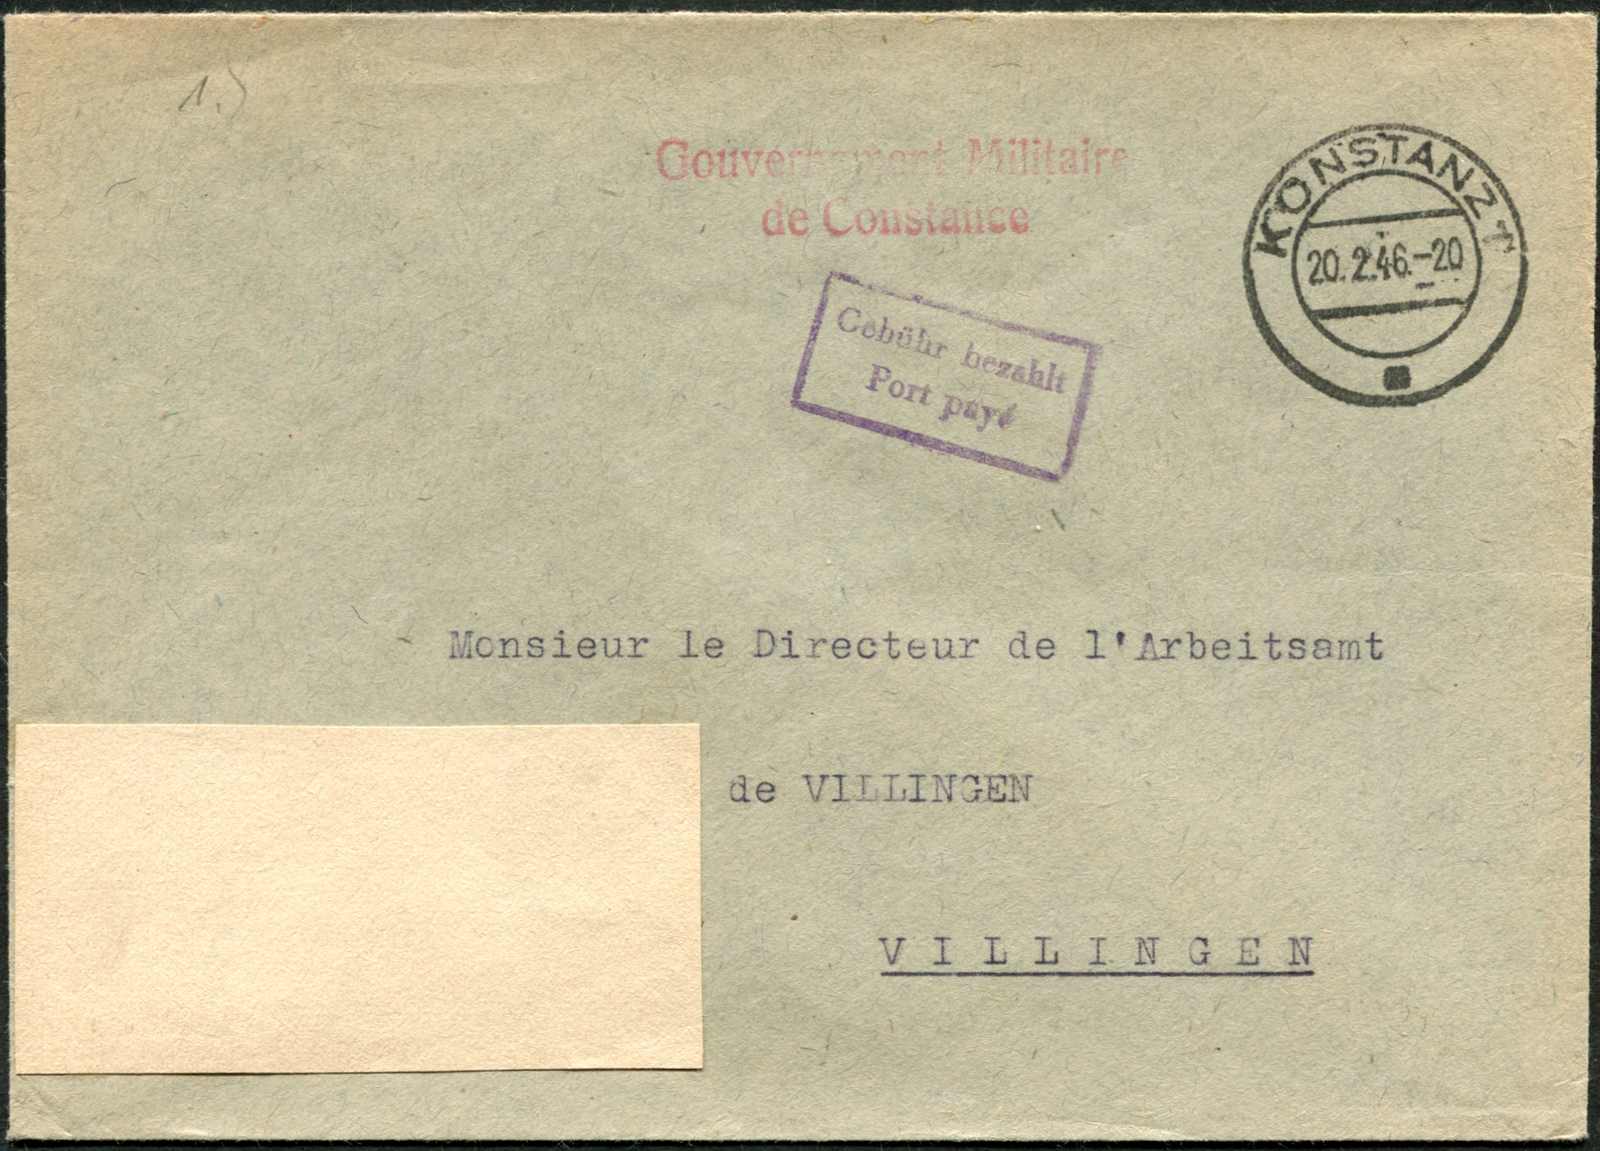 1.)
Gouvernement Militaire
de Constance
KONSTANZ 1
20.2.46.-20
Gebühr bezahlt
Port payé
Monsieur le Directeur de l'Arbeitsamt
de VILLINGEN
VILLINGEN